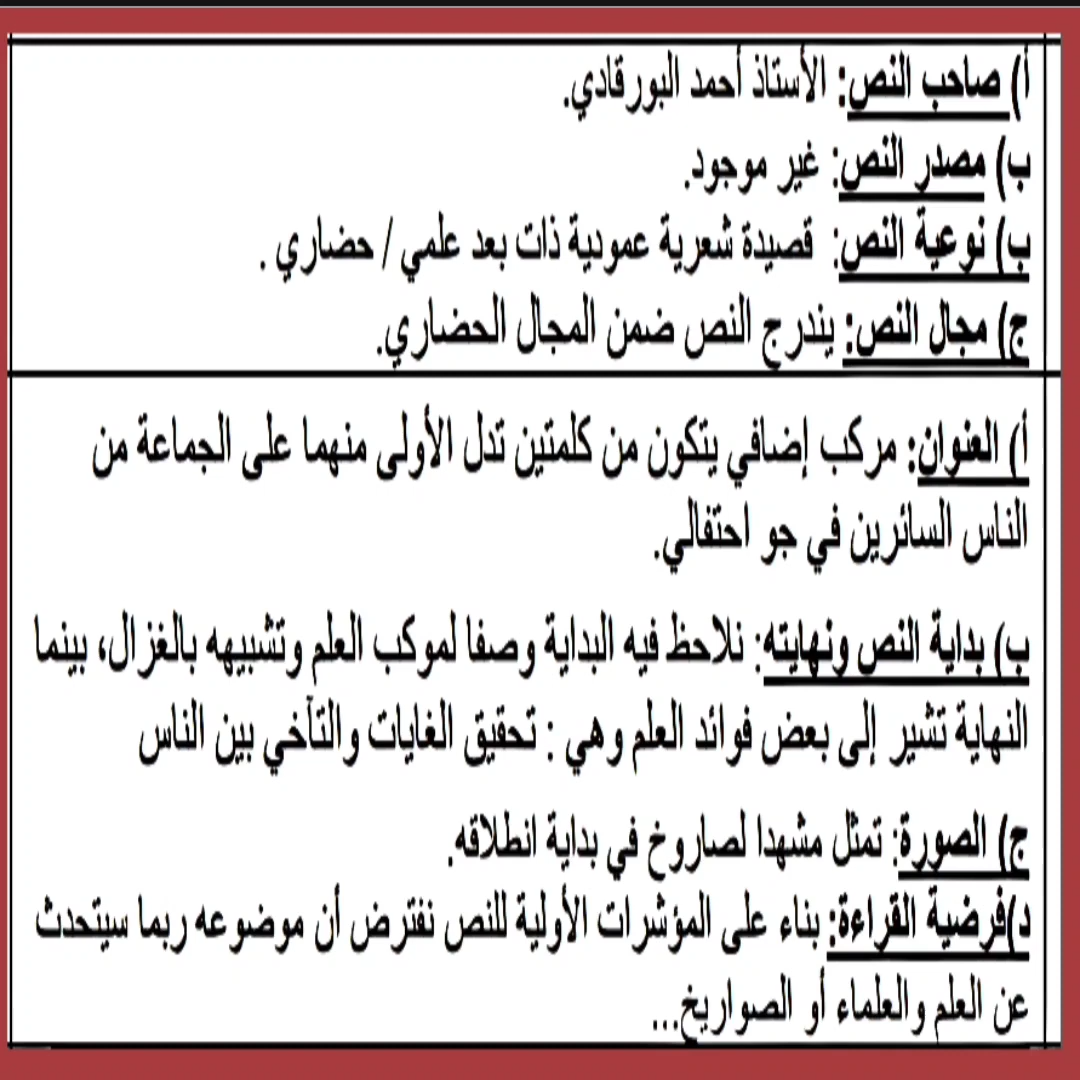 أ) صاحب النص: الأستاذ أحمد البورقادي.
ب) مصدر النص: غير موجود.
ب) نوعية النص: قصيدة شعرية عمودية ذات بعد علمي / حضاري .
ج) مجال النص: يندرج النص ضمن المجال الحضاري.
أ) العنوان: مركب إضافي يتكون من كلمتين تدل الأولى منهما على الجماعة من
الناس السائرين في جو احتفالي.
ب) بداية النص ونهايته: نلاحظ فيه البداية وصفا لموكب العلم وتشبيهه بالغزال، بينما
النهاية تشير إلى بعض فوائد العلم وهي : تحقيق الغايات والتآخي بين الناس
ج) الصورة: تمثل مشهدا لصاروخ في بداية انطلاقه.
د)فرضية القراءة: بناء على المؤشرات الأولية للنص نفترض أن موضوعه ربما سيتحدث
عن العلم والعلماء أو الصواريخ...